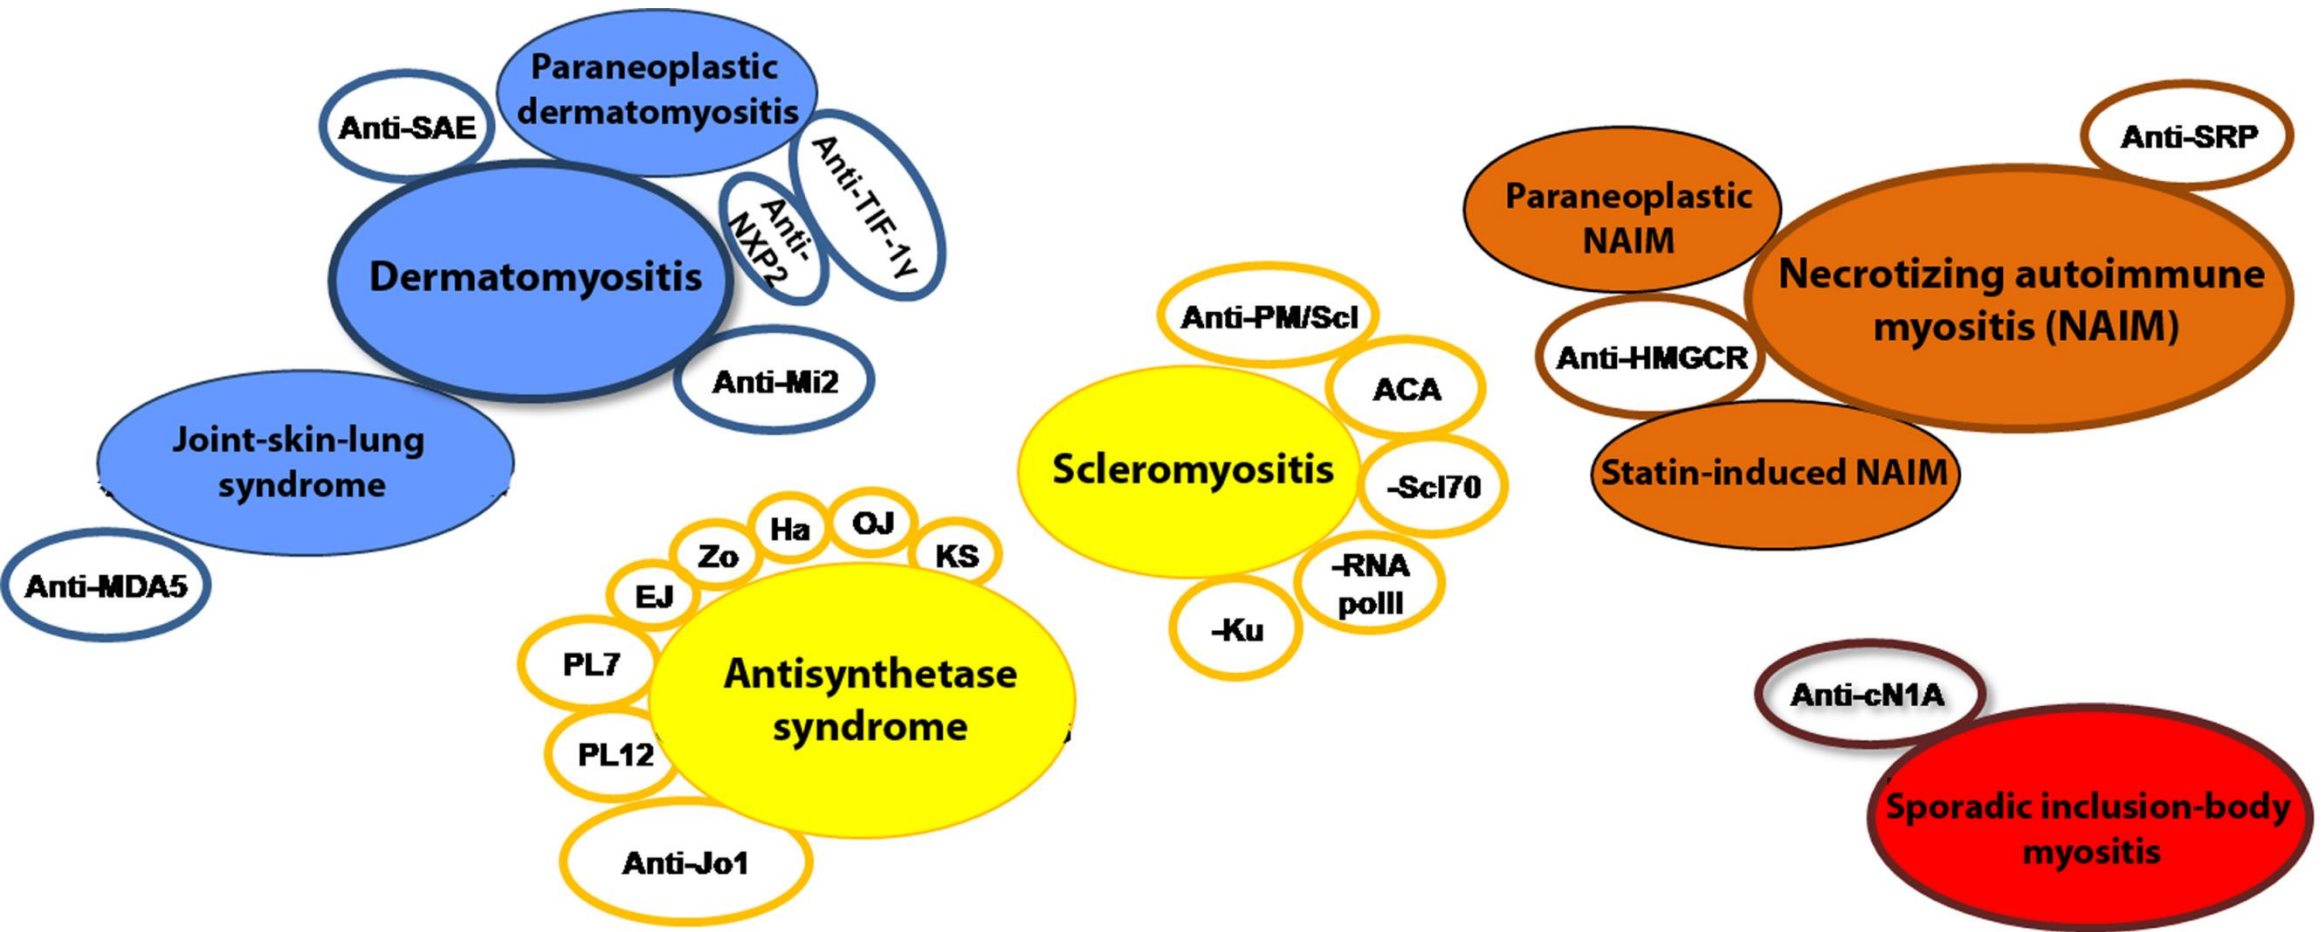 Paraneoplastic
dermatomyositis
Anti-SAE
Anti-TIF-1γ
Anti-
NXP2
Dermatomyositis
Anti-Mi2
Joint-skin-lung
syndrome
Anti-MDA5
Zo
Ha
OJ
KS
EJ
PL7
PL12
Antisynthetase
syndrome
Anti-Jo1
Anti-PM/Scl
ACA
Scleromyositis
-Scl70
-RNA
polIII
-Ku
Anti-SRP
Paraneoplastic
NAIM
Necrotizing autoimmune
myositis (NAIM)
Anti-HMGCR
Statin-induced NAIM
Anti-cN1A
Sporadic inclusion-body
myositis